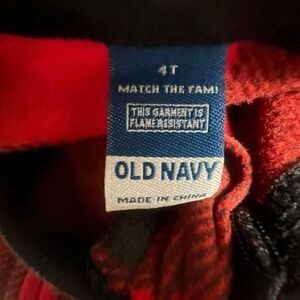 4T
MATCH THE FAM!
THIS GARMENT IS
FLAME RESISTANT
OLD NAVY
MADE IN CHINA